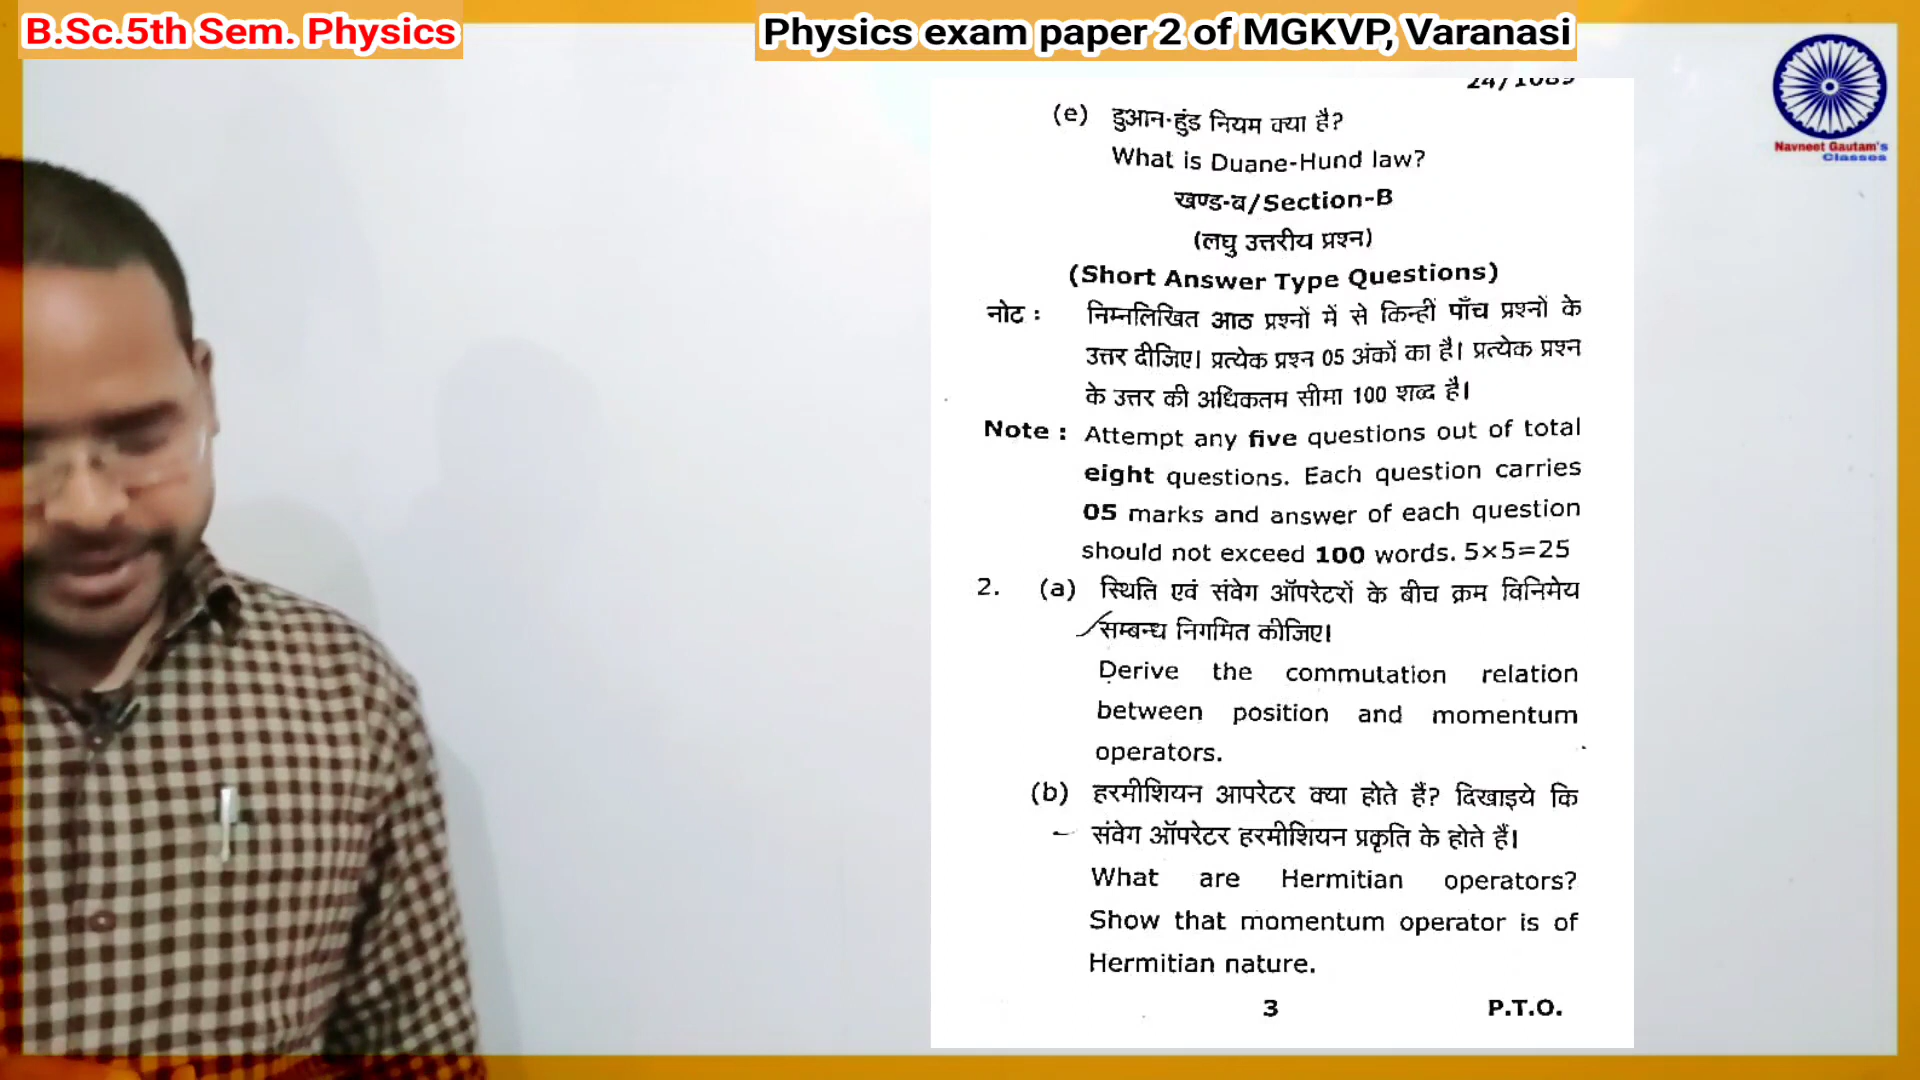 B.Sc.5th Sem. Physics
Physics exam paper 2 of MGKVP, Varanasi
Navneet Gautam's
Classes
24/1089
(e) डुआन-हुंड नियम क्या है?
What is Duane-Hund law?
खण्ड-ब/Section-B
(लघु उत्तरीय प्रश्न)
(Short Answer Type Questions)
नोट : निम्नलिखित आठ प्रश्नों में से किन्हीं पाँच प्रश्नों के
उत्तर दीजिए। प्रत्येक प्रश्न 05 अंकों का है। प्रत्येक प्रश्न
के उत्तर की अधिकतम सीमा 100 शब्द है।
Note : Attempt any five questions out of total
eight questions. Each question carries
05 marks and answer of each question
should not exceed 100 words. 5×5=25
2. (a) स्थिति एवं संवेग ऑपरेटरों के बीच क्रम विनिमेय
सम्बन्ध निगमित कीजिए।
Derive the commutation relation
between position and momentum
operators.
(b) हरमीशियन आपरेटर क्या होते हैं? दिखाइये कि
संवेग ऑपरेटर हरमीशियन प्रकृति के होते हैं।
What are Hermitian operators?
Show that momentum operator is of
Hermitian nature.
3 P.T.O.